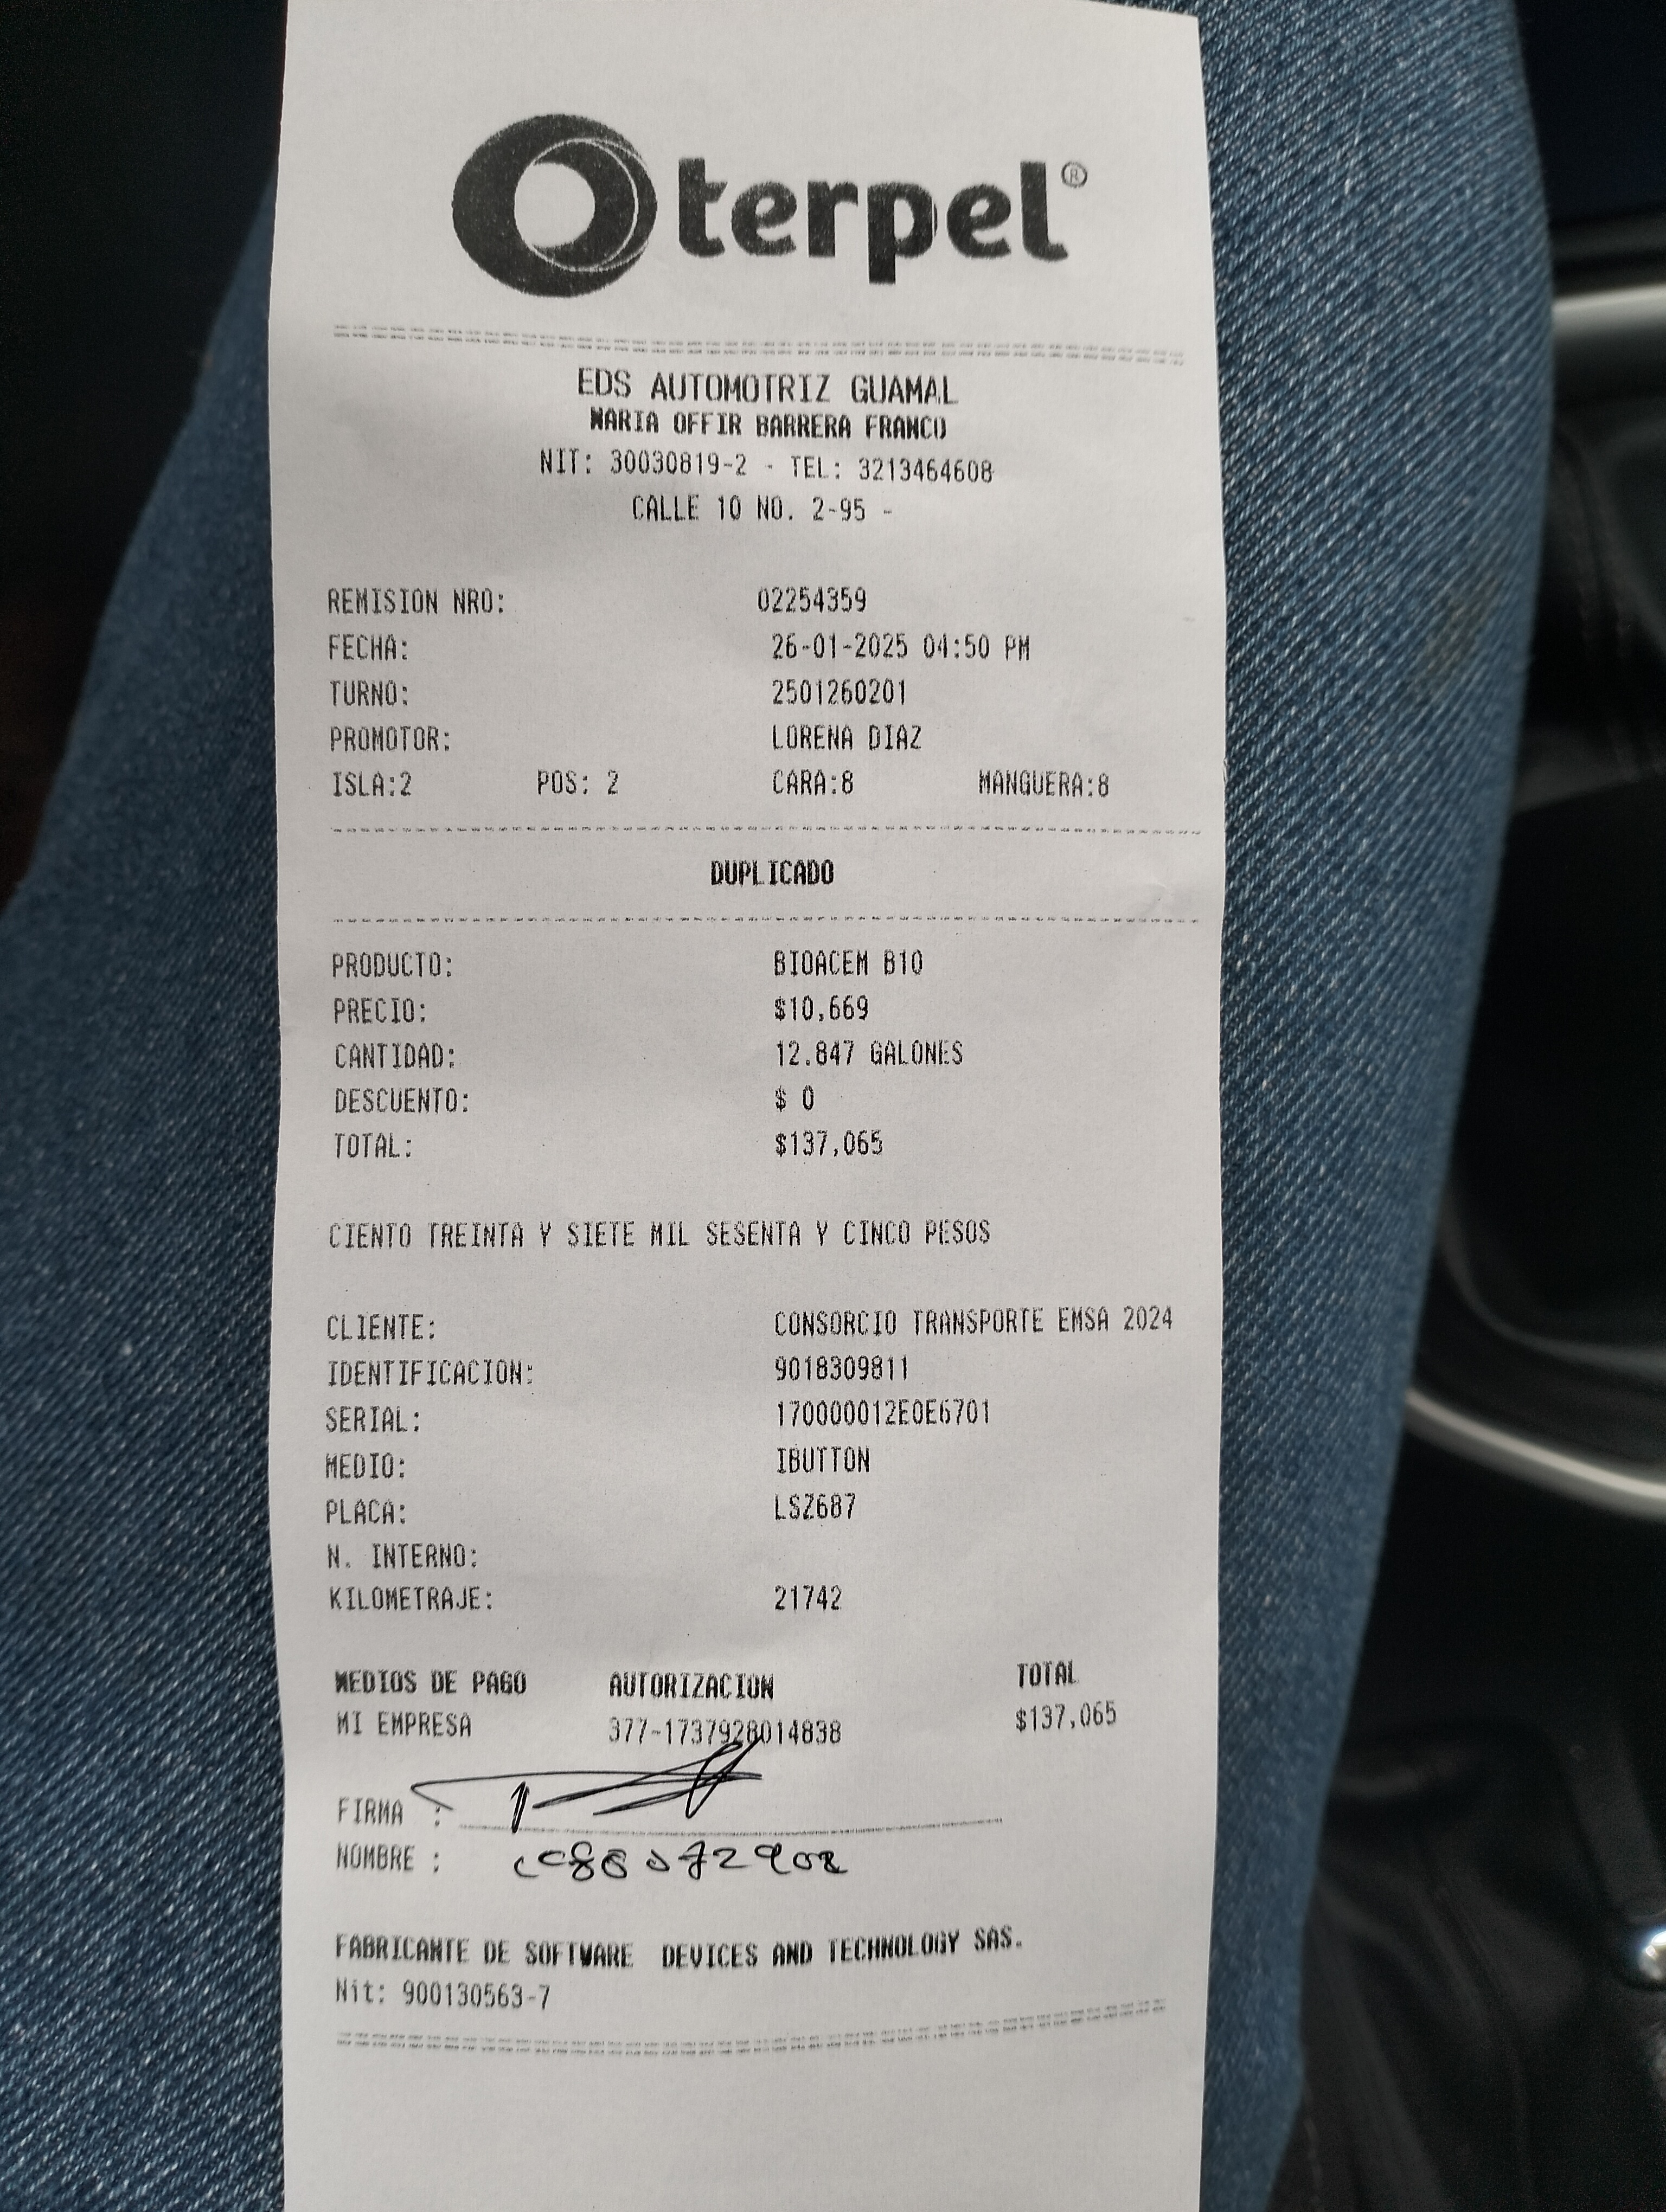 terpel®
EDS AUTOMOTRIZ GUAMAL
MARIA OFFIR BARRERA FRANCO
NIT: 30030819-2 - TEL: 3213464608
CALLE 10 NO. 2-95 -
REMISION NRO: 02254359
FECHA: 26-01-2025 04:50 PM
TURNO: 2501260201
PROMOTOR: LORENA DIAZ
ISLA:2 POS: 2 CARA:8 MANGUERA:8
DUPLICADO
PRODUCTO: BIOACEM B10
PRECIO: $10,669
CANTIDAD: 12.847 GALONES
DESCUENTO: $ 0
TOTAL: $137,065
CIENTO TREINTA Y SIETE MIL SESENTA Y CINCO PESOS
CLIENTE: CONSORCIO TRANSPORTE EMSA 2024
IDENTIFICACION: 9018309811
SERIAL: 170000012E0E6701
MEDIO: IBUTTON
PLACA: LSZ687
N. INTERNO:
KILOMETRAJE: 21742
MEDIOS DE PAGO AUTORIZACION TOTAL
MI EMPRESA 377-1737928014838 $137,065
FIRMA :
NOMBRE :
FABRICANTE DE SOFTWARE DEVICES AND TECHNOLOGY SAS.
Nit: 900130563-7